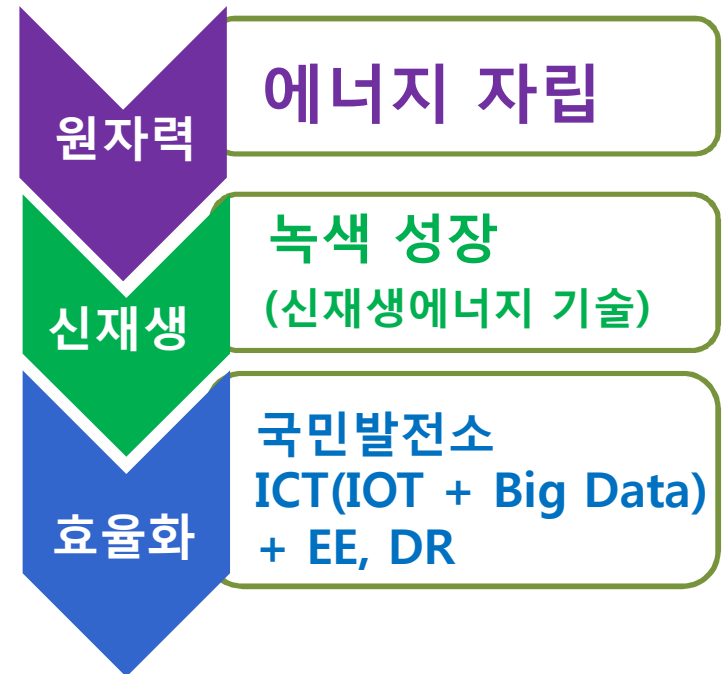 원자력
에너지 자립
신재생
녹색 성장
(신재생에너지 기술)
효율화
국민발전소
ICT(IOT + Big Data)
+ EE, DR